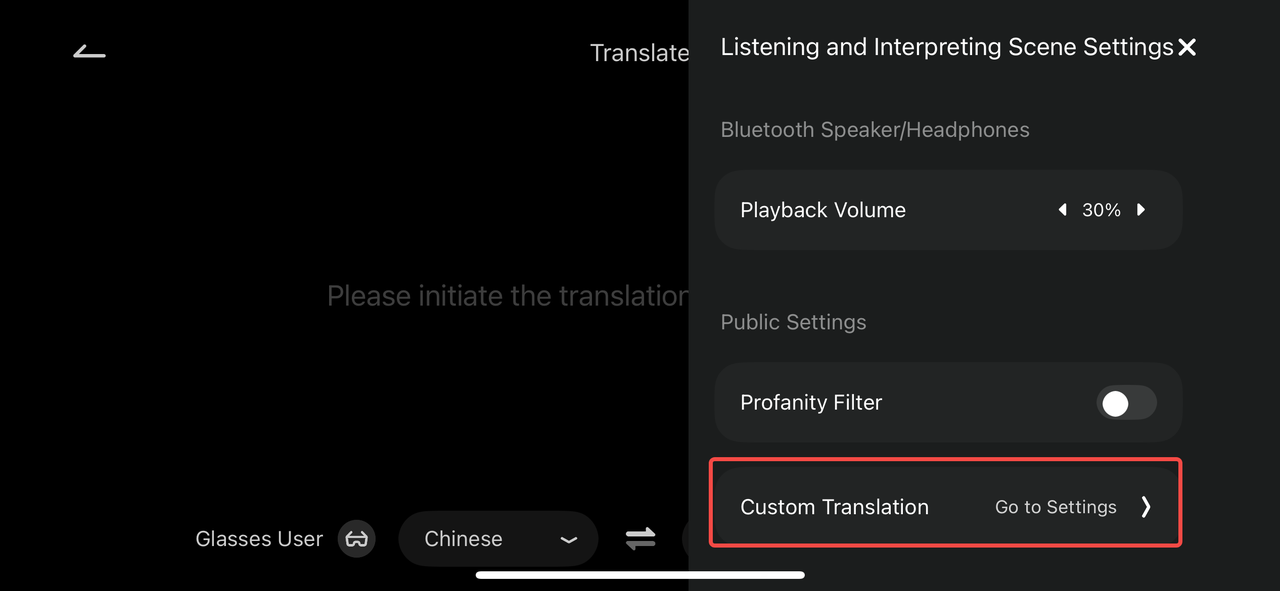 Translate
Listening and Interpreting Scene Settings
Bluetooth Speaker/Headphones
Playback Volume
30%
Please initiate the translation
Public Settings
Profanity Filter
Custom Translation
Go to Settings
Glasses User
Chinese